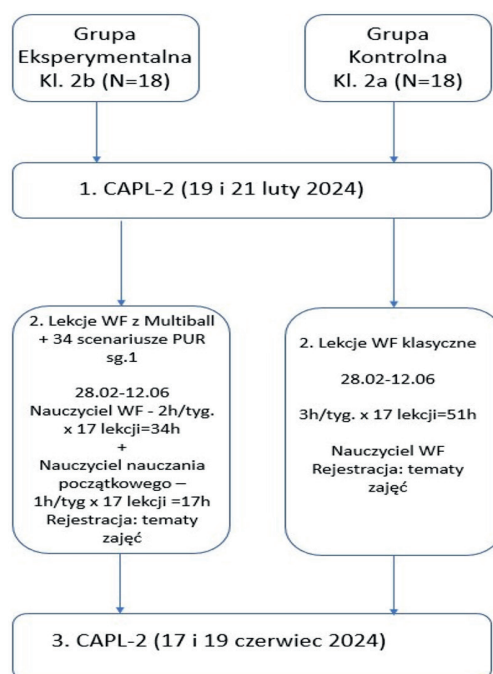 Grupa
Eksperymentalna
Kl. 2b (N=18)
Grupa
Kontrolna
Kl. 2a (N=18)
1. CAPL-2 (19 i 21 luty 2024)
2. Lekcje WF z Multiball
+ 34 scenariusze PUR
sg.1
28.02-12.06
Nauczyciel WF - 2h/tyg.
x 17 lekcji=34h
+
Nauczyciel nauczania
początkowego –
1h/tyg x 17 lekcji =17h
Rejestracja: tematy
zajęć
2. Lekcje WF klasyczne
28.02-12.06
3h/tyg. x 17 lekcji=51h
Nauczyciel WF
Rejestracja: tematy
zajęć
3. CAPL-2 (17 i 19 czerwiec 2024)